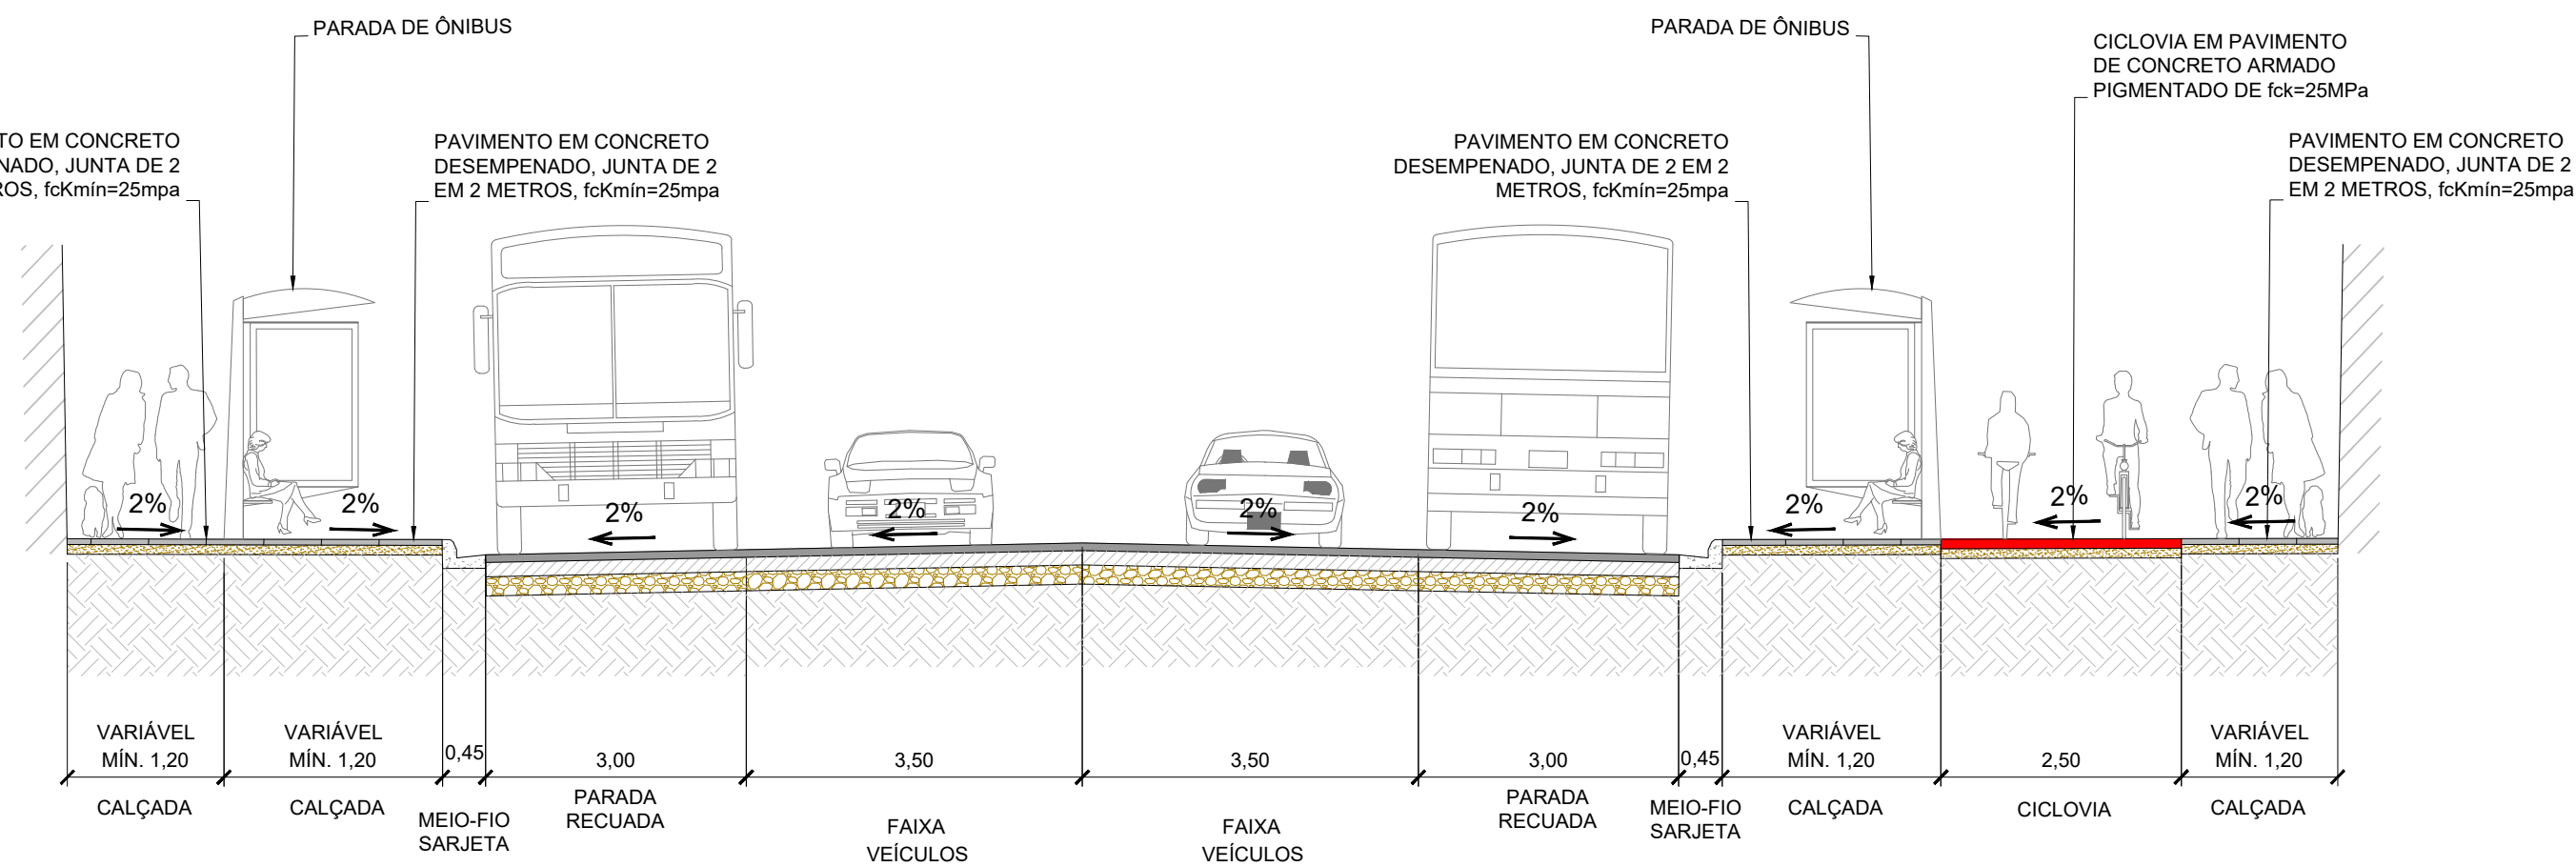 PARADA DE ÔNIBUS
PARADA DE ÔNIBUS
CICLOVIA EM PAVIMENTO
DE CONCRETO ARMADO
PIGMENTADO DE fck=25MPa
EM CONCRETO
JUNTA DE 2
fcKmín=25mpa
PAVIMENTO EM CONCRETO
DESEMPENADO, JUNTA DE 2
EM 2 METROS, fcKmín=25mpa
PAVIMENTO EM CONCRETO
DESEMPENADO, JUNTA DE 2 EM 2
METROS, fcKmín=25mpa
PAVIMENTO EM CONCRETO
DESEMPENADO, JUNTA DE 2
EM 2 METROS, fcKmín=25mpa
2%
2%
2%
2%
2%
2%
2%
2%
2%
VARIÁVEL
MÍN. 1,20
CALÇADA
VARIÁVEL
MÍN. 1,20
CALÇADA
0,45
MEIO-FIO
SARJETA
3,00
PARADA
RECUADA
3,50
FAIXA
VEÍCULOS
3,50
FAIXA
VEÍCULOS
3,00
PARADA
RECUADA
0,45
MEIO-FIO
SARJETA
VARIÁVEL
MÍN. 1,20
CALÇADA
2,50
CICLOVIA
VARIÁVEL
MÍN. 1,20
CALÇADA